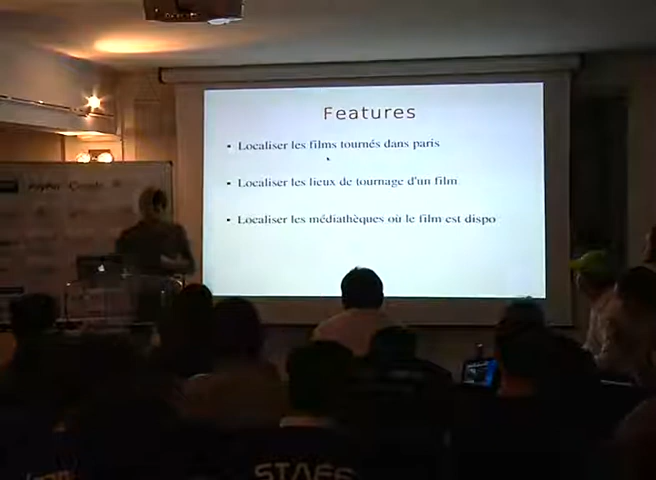 Features
Localiser les films tournés dans paris
Localiser les lieux de tournage d'un film
Localiser les médiathèques où le film est dispo
STAFF